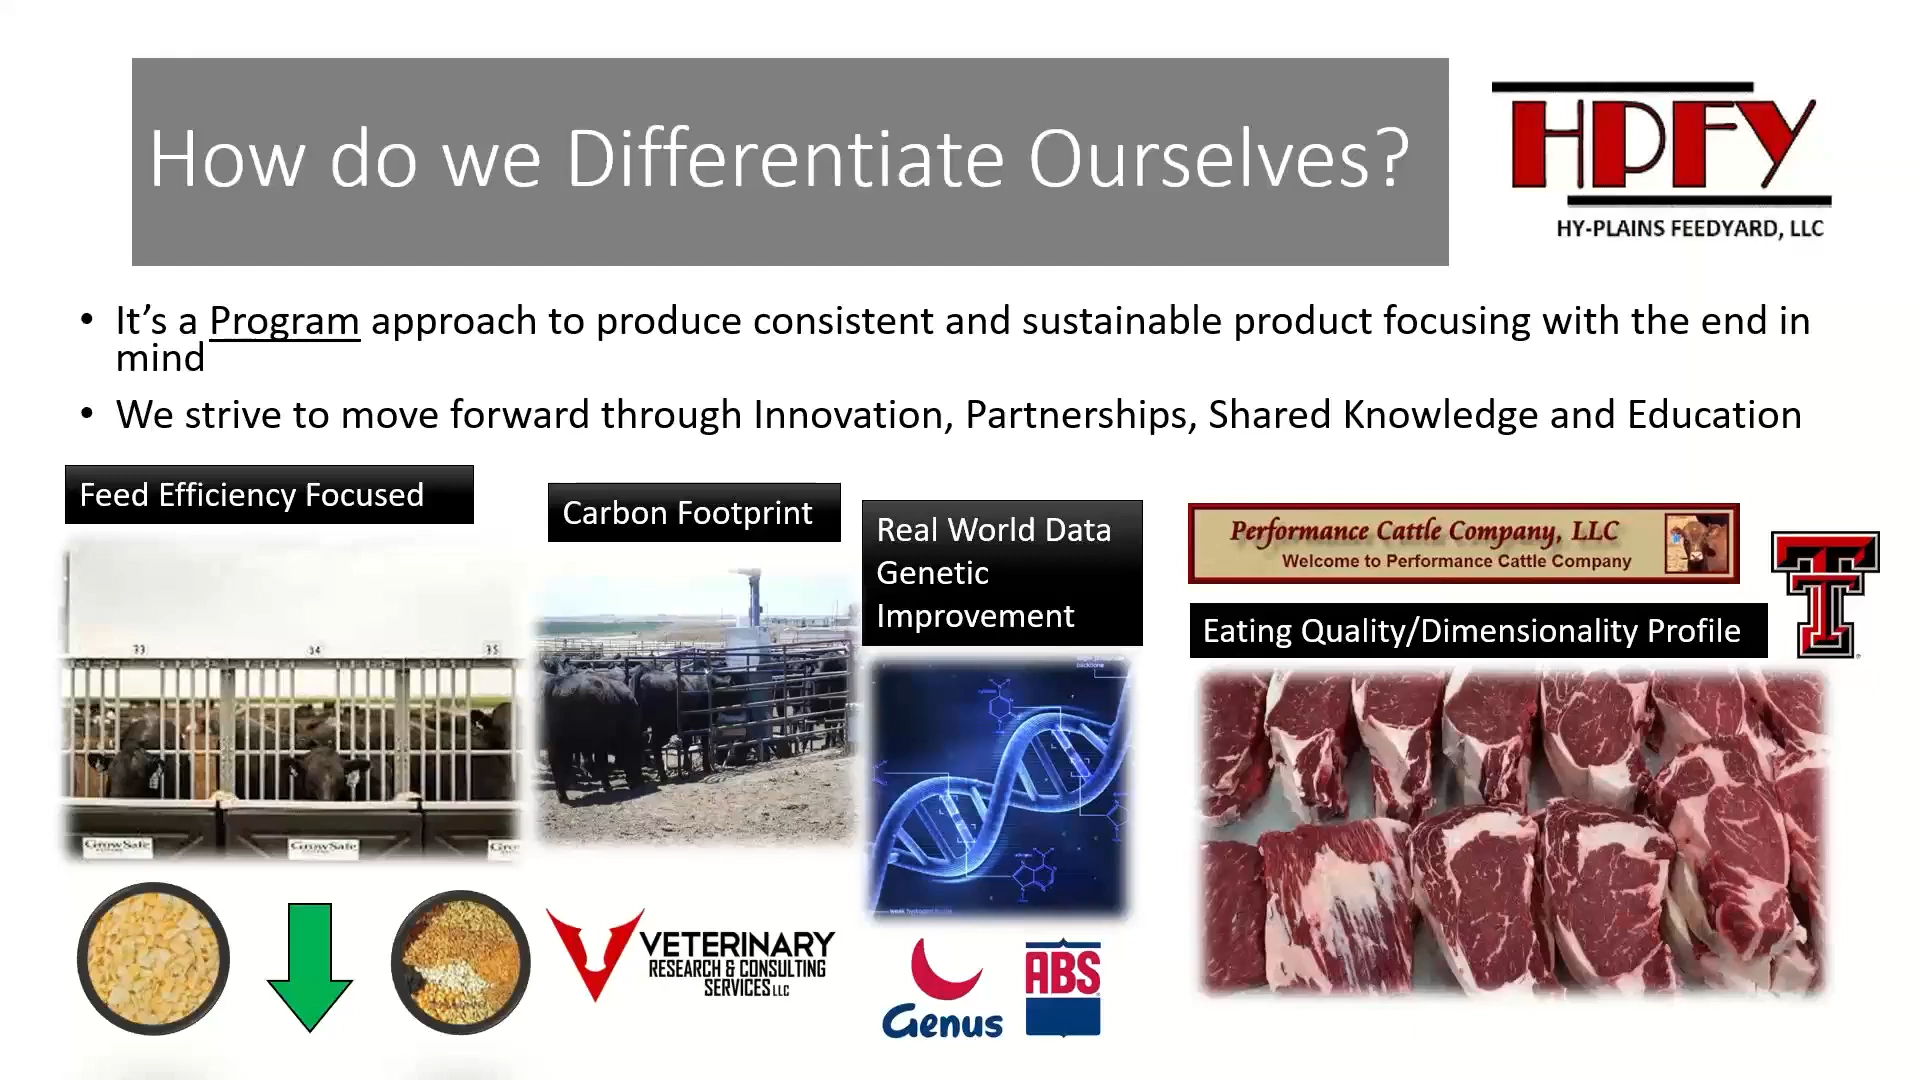 How do we Differentiate Ourselves?
HPFY
HY-PLAINS FEEDYARD, LLC
• It's a Program approach to produce consistent and sustainable product focusing with the end in
mind
• We strive to move forward through Innovation, Partnerships, Shared Knowledge and Education
Feed Efficiency Focused
Carbon Footprint
Real World Data
Genetic
Improvement
Performance Cattle Company, LLC
Welcome to Performance Cattle Company
Eating Quality/Dimensionality Profile
33
34
35
GrowSafe
GrowSafe
Grow
VETERINARY
RESEARCH & CONSULTING
SERVICES LLC
Genus
ABS